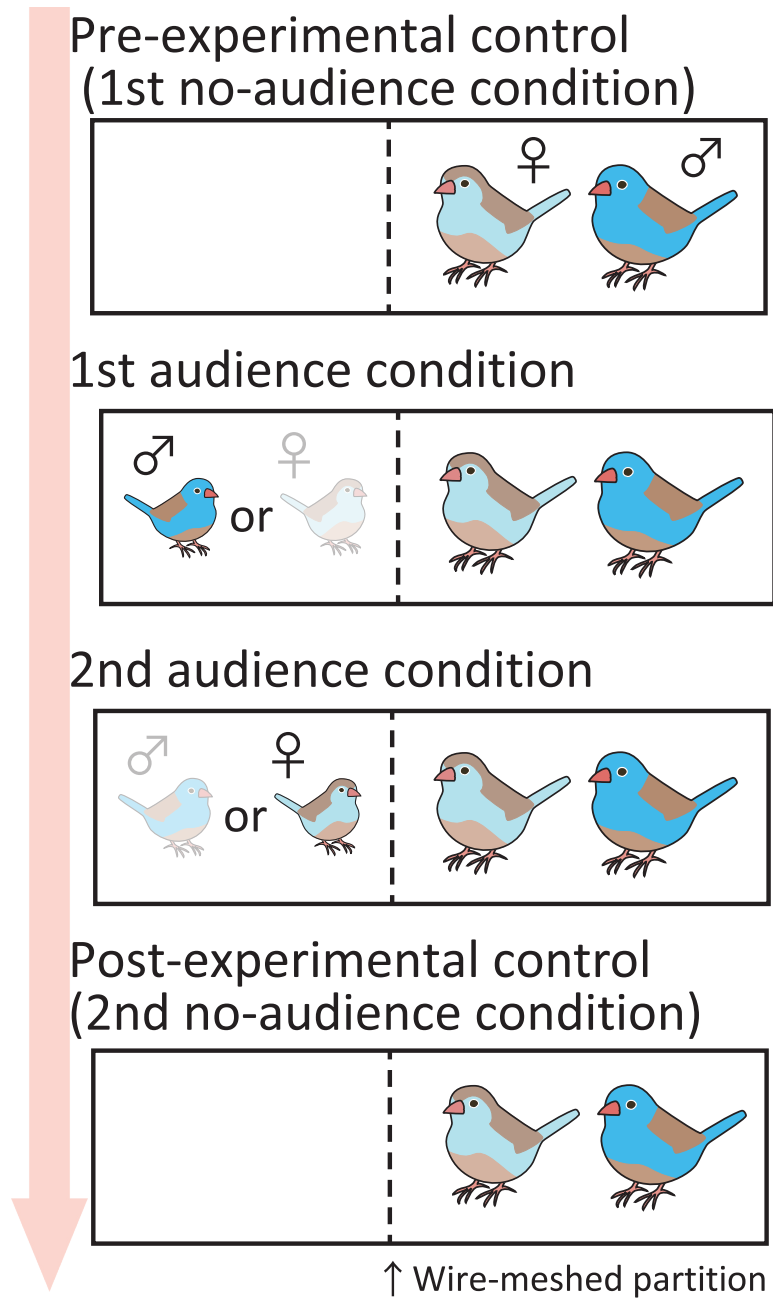 Pre-experimental control
(1st no-audience condition)
♀ ♂
1st audience condition
♂ ♀
or
2nd audience condition
♂ ♀
or
Post-experimental control
(2nd no-audience condition)
↑ Wire-meshed partition